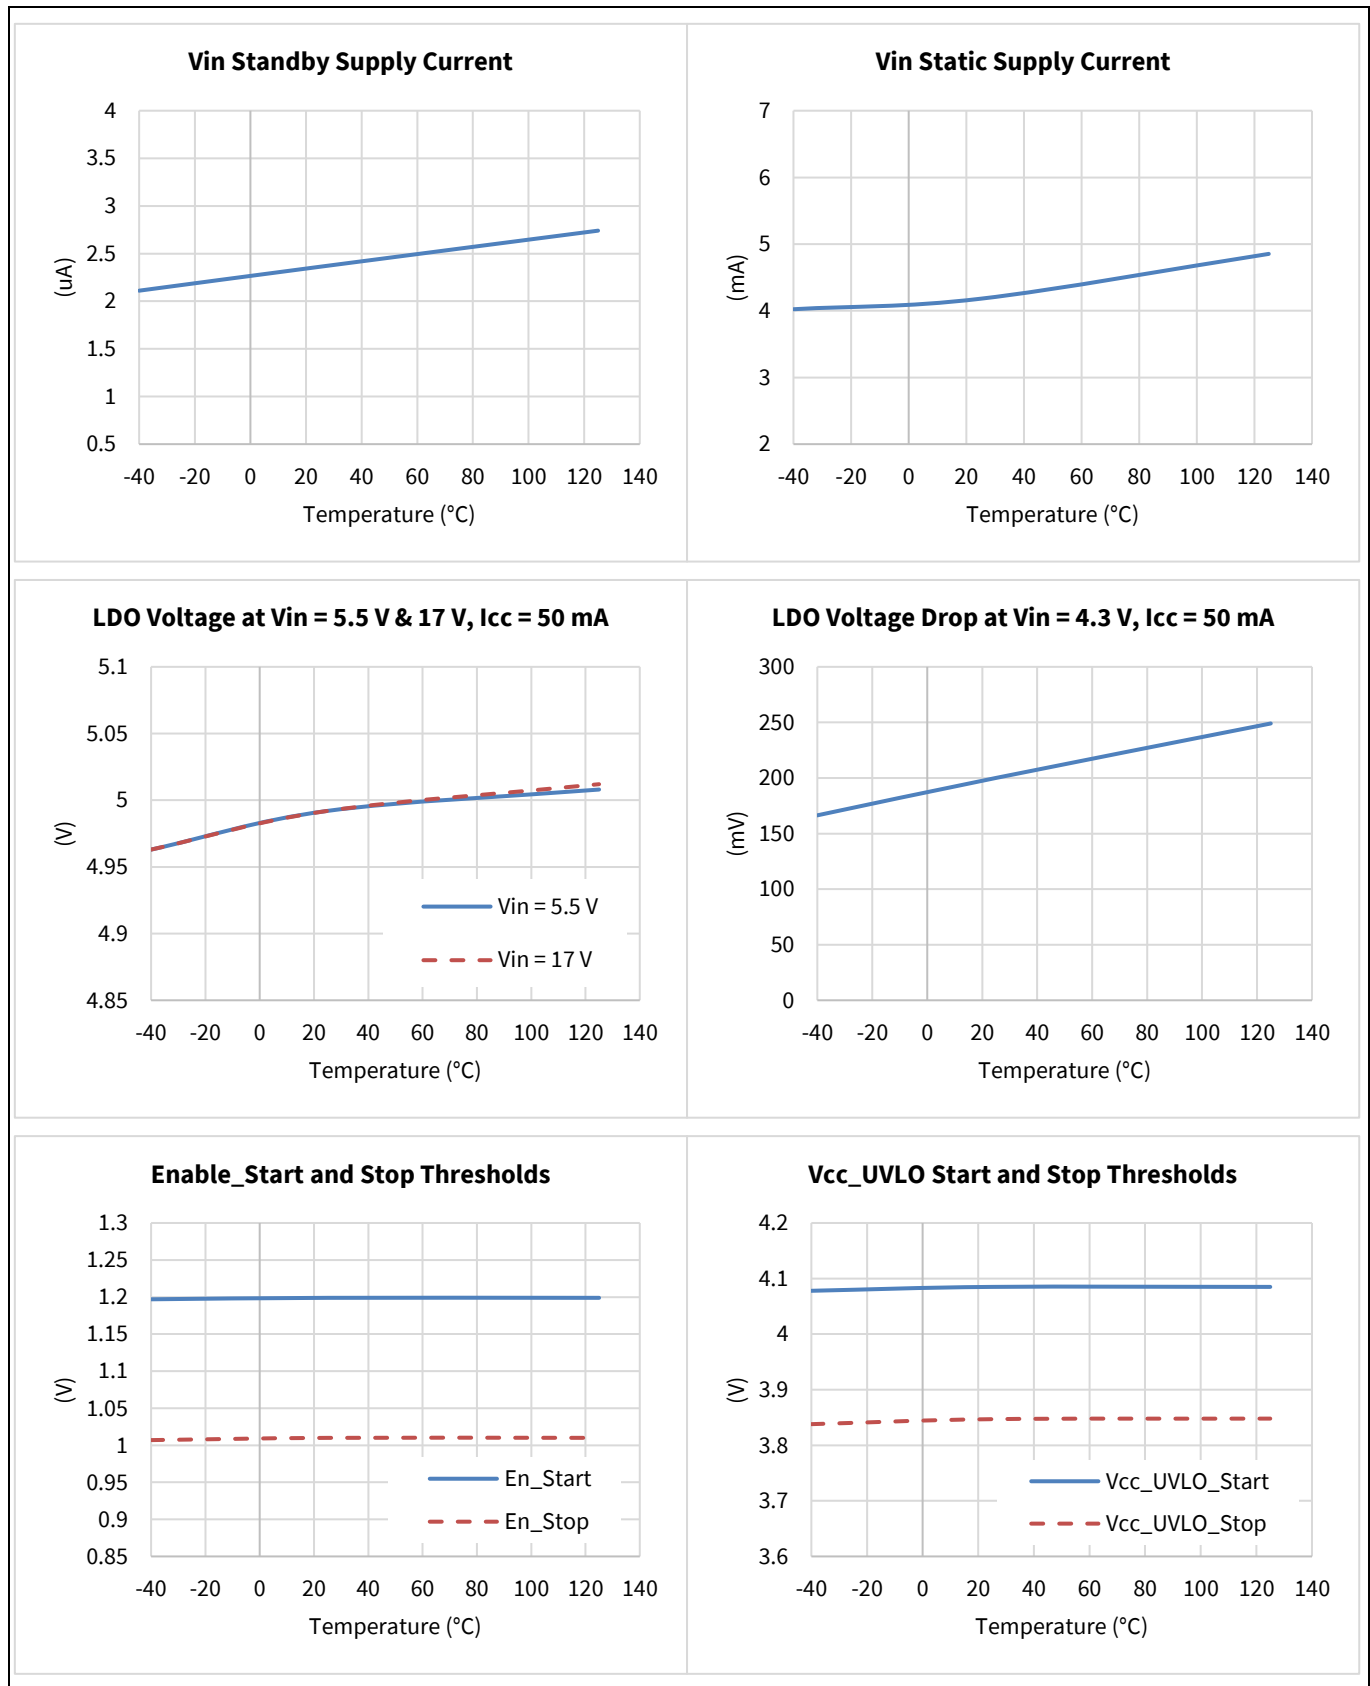 Vin Standby Supply Current
4
3.5
3
2.5
2
1.5
1
0.5
(uA)
-40 -20 0 20 40 60 80 100 120 140
Temperature (°C)
Vin Static Supply Current
7
6
5
4
3
2
(mA)
-40 -20 0 20 40 60 80 100 120 140
Temperature (°C)
LDO Voltage at Vin = 5.5 V & 17 V, Icc = 50 mA
5.1
5.05
5
4.95
4.9
4.85
(V)
Vin = 5.5 V
Vin = 17 V
-40 -20 0 20 40 60 80 100 120 140
Temperature (°C)
LDO Voltage Drop at Vin = 4.3 V, Icc = 50 mA
300
250
200
150
100
50
0
(mV)
-40 -20 0 20 40 60 80 100 120 140
Temperature (°C)
Enable_Start and Stop Thresholds
1.3
1.25
1.2
1.15
1.1
1.05
1
0.95
0.9
0.85
(V)
En_Start
En_Stop
-40 -20 0 20 40 60 80 100 120 140
Temperature (°C)
Vcc_UVLO Start and Stop Thresholds
4.2
4.1
4
3.9
3.8
3.7
3.6
(V)
Vcc_UVLO_Start
Vcc_UVLO_Stop
-40 -20 0 20 40 60 80 100 120 140
Temperature (°C)